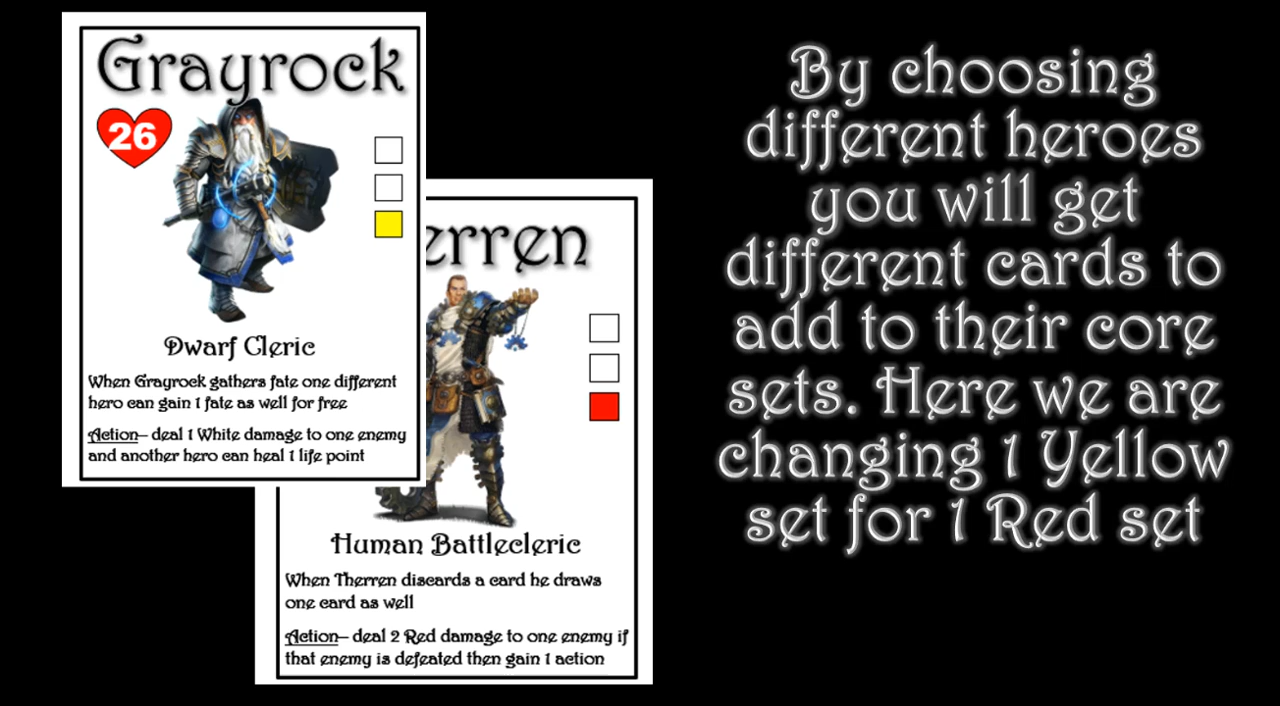 Grayrock
26
Dwarf Cleric
When Grayrock gathers fate one different
hero can gain 1 fate as well for free
Action– deal 1 White damage to one enemy
and another hero can heal 1 life point
erren
Human Battlecleric
When Therren discards a card he draws
one card as well
Action– deal 2 Red damage to one enemy if
that enemy is defeated then gain 1 action
By choosing
different heroes
you will get
different cards to
add to their core
sets. Here we are
changing 1 Yellow
set for 1 Red set